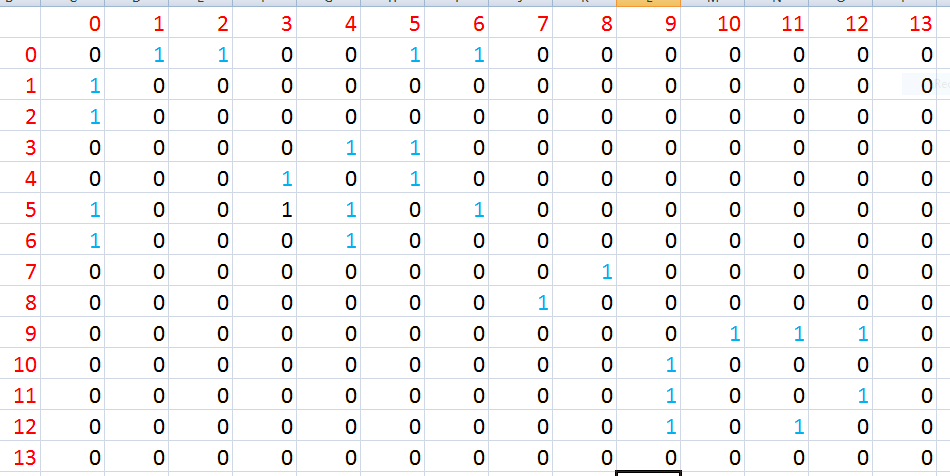 0 1 2 3 4 5 6 7 8 9 10 11 12 13
0 0 1 1 0 0 1 1 0 0 0 0 0 0 0
1 1 0 0 0 0 0 0 0 0 0 0 0 0 0
2 1 0 0 0 0 0 0 0 0 0 0 0 0 0
3 0 0 0 0 1 1 0 0 0 0 0 0 0 0
4 0 0 0 1 0 1 0 0 0 0 0 0 0 0
5 1 0 0 1 1 0 1 0 0 0 0 0 0 0
6 1 0 0 0 1 0 0 0 0 0 0 0 0 0
7 0 0 0 0 0 0 0 0 1 0 0 0 0 0
8 0 0 0 0 0 0 0 1 0 0 0 0 0 0
9 0 0 0 0 0 0 0 0 0 0 1 1 1 0
10 0 0 0 0 0 0 0 0 0 1 0 0 0 0
11 0 0 0 0 0 0 0 0 0 1 0 0 1 0
12 0 0 0 0 0 0 0 0 0 1 0 1 0 0
13 0 0 0 0 0 0 0 0 0 0 0 0 0 0